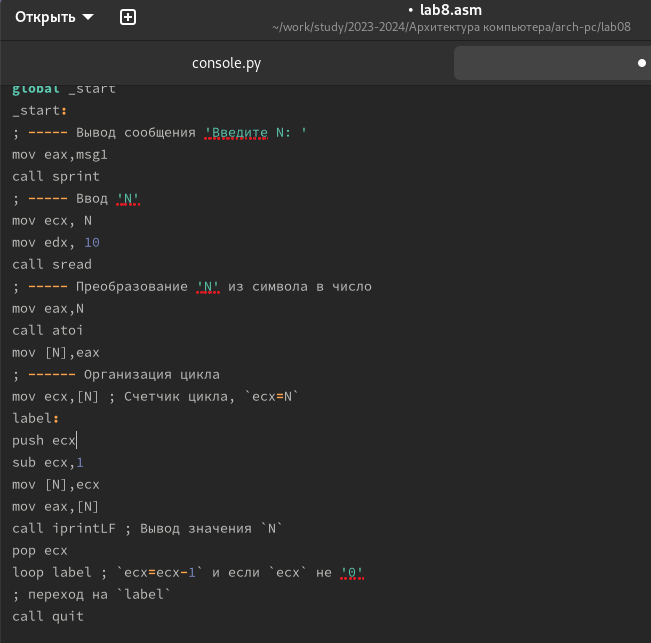 Открыть
• lab8.asm
~/work/study/2023-2024/Архитектура компьютера/arch-pc/lab08
console.py
global _start
_start:
; ----- Вывод сообщения 'Введите N: '
mov eax,msg1
call sprint
; ----- Ввод 'N'
mov ecx, N
mov edx, 10
call sread
; ----- Преобразование 'N' из символа в число
mov eax,N
call atoi
mov [N],eax
; ------ Организация цикла
mov ecx,[N] ; Счетчик цикла, `ecx=N`
label:
push ecx
sub ecx,1
mov [N],ecx
mov eax,[N]
call iprintLF ; Вывод значения `N`
pop ecx
loop label ; `ecx=ecx-1` и если `ecx` не '0'
; переход на `label`
call quit